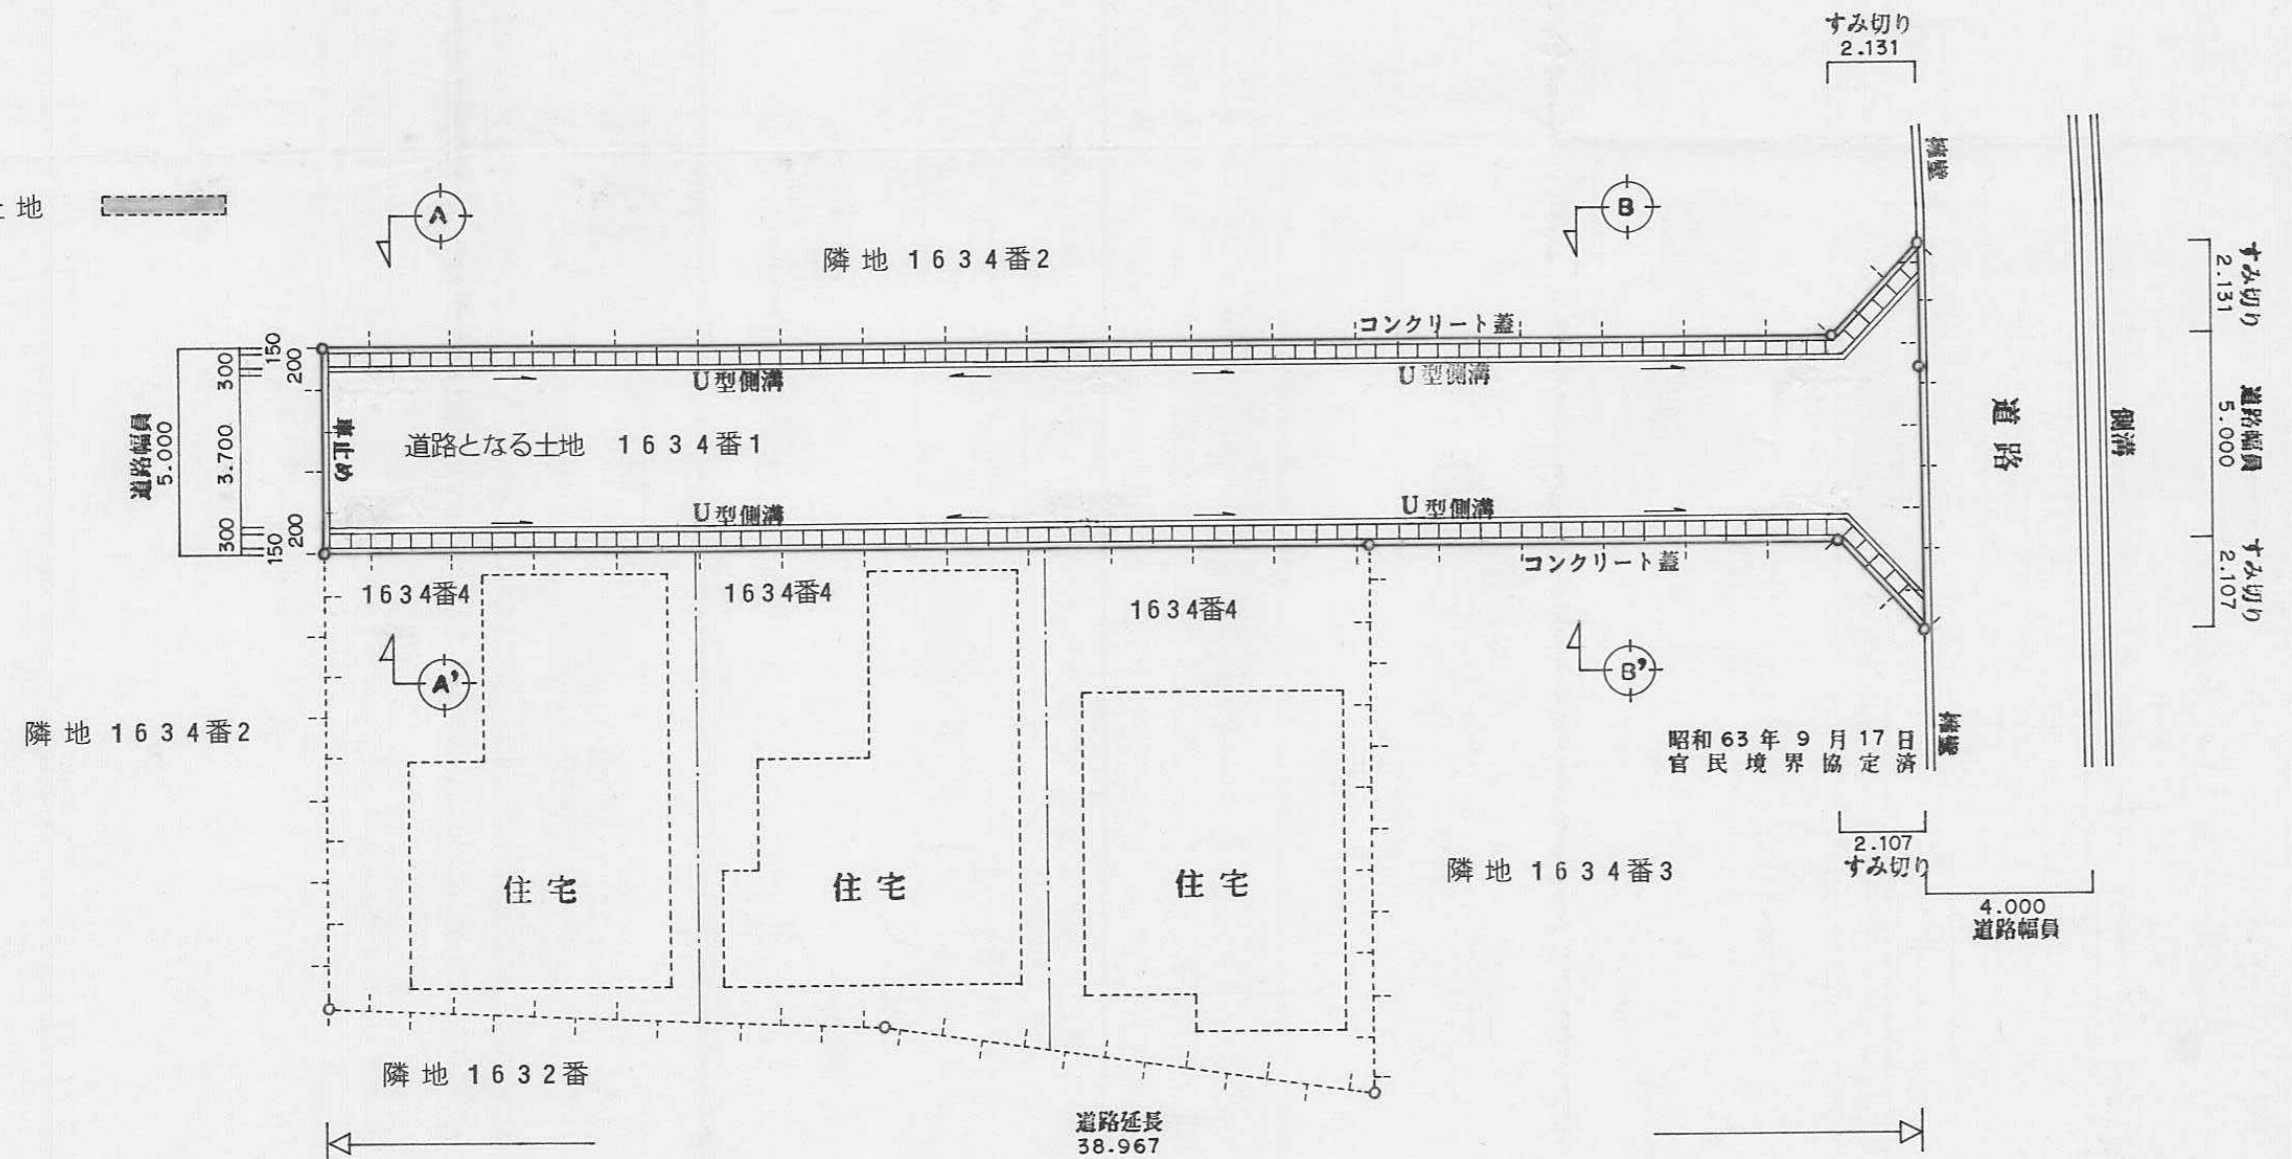 すみ切り
2.131
擁壁
土地
A
B
隣地 1634番2
すみ切り
2.131
コンクリート蓋
150
200
300
U型側溝
U型側溝
道路幅員
5.000
3.700
車止め
道路となる土地 1634番1
道路
側溝
道路幅員
5.000
U型側溝
U型側溝
300
200
150
コンクリート蓋
すみ切り
2.107
1634番4
1634番4
1634番4
A'
B'
隣地 1634番2
昭和63年9月17日
官民境界協定済
擁壁
2.107
すみ切り
住宅
住宅
住宅
隣地 1634番3
4.000
道路幅員
隣地 1632番
道路延長
38.967